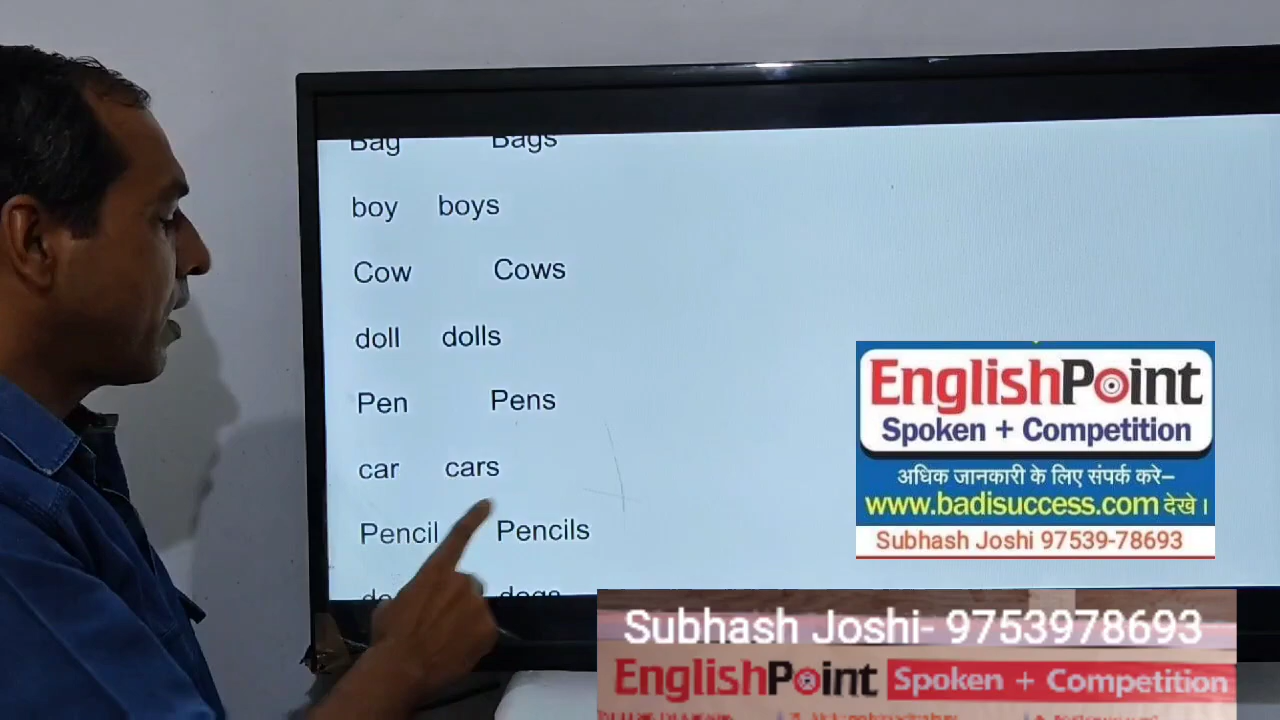 Bag Bags
boy boys
Cow Cows
doll dolls
Pen Pens
car cars
Pencil Pencils
dogs
EnglishPoint
Spoken + Competition
अधिक जानकारी के लिए संपर्क करे–
www.badisuccess.com देखे।
Subhash Joshi 97539-78693
Subhash Joshi- 9753978693
EnglishPoint Spoken + Competition